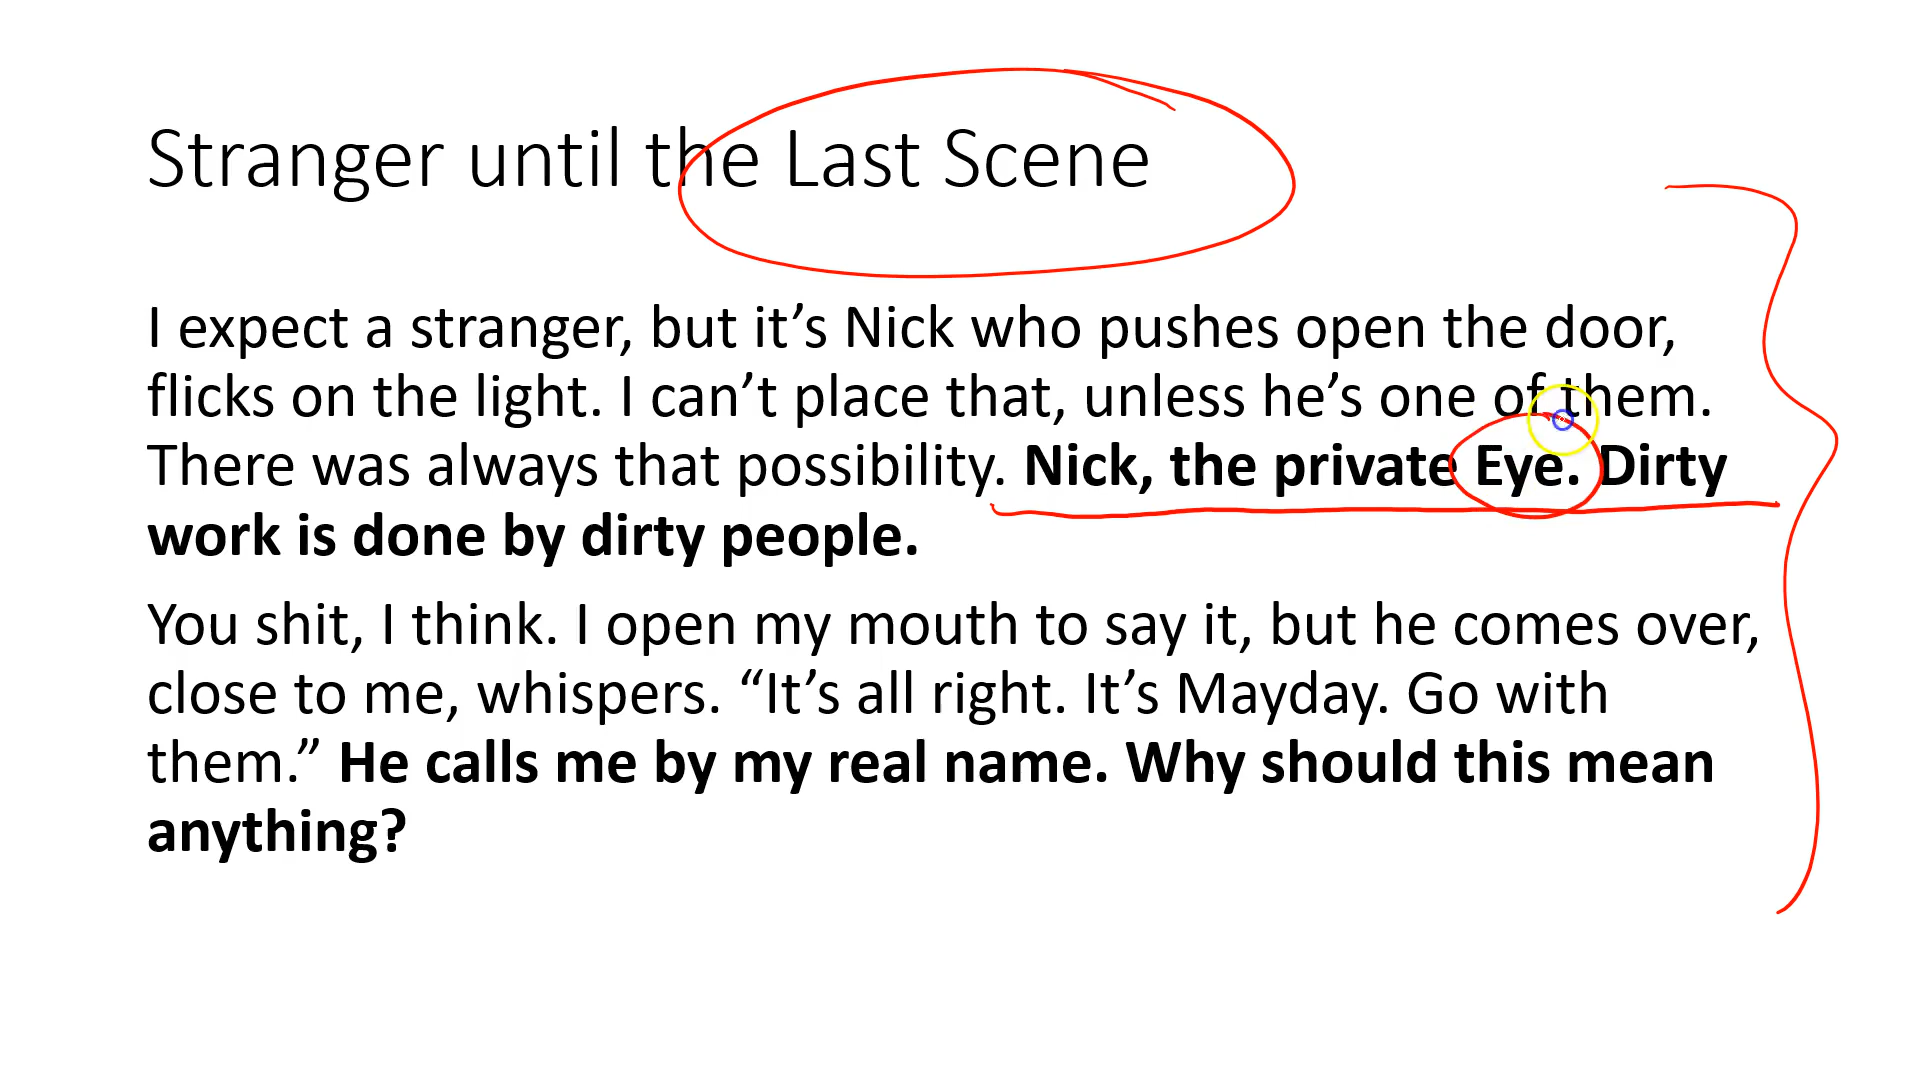 Stranger until the Last Scene
I expect a stranger, but it’s Nick who pushes open the door,
flicks on the light. I can’t place that, unless he’s one of them.
There was always that possibility. Nick, the private Eye. Dirty
work is done by dirty people.
You shit, I think. I open my mouth to say it, but he comes over,
close to me, whispers. “It’s all right. It’s Mayday. Go with
them.” He calls me by my real name. Why should this mean
anything?